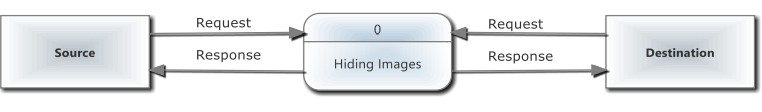 Request
0
Request
Source
Response
Hiding Images
Response
Destination